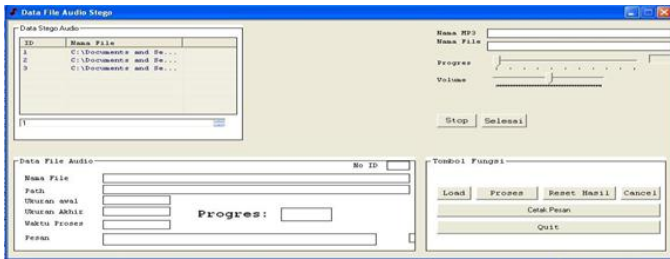 Data File Audio Stego
Data Stego Audio
ID Nama File
1 C:\Documents and Se...
2 C:\Documents and Se...
3 C:\Documents and Se...
1
Nama MP3
Nama File
Progres
Volume
Stop Selesai
Data File Audio
No ID
Nama File
Path
Ukuran awal
Ukuran Akhir
Waktu Proses
Progres:
Pesan
Tombol Fungsi
Load Proses Reset Hasil Cancel
Cetak Pesan
Quit